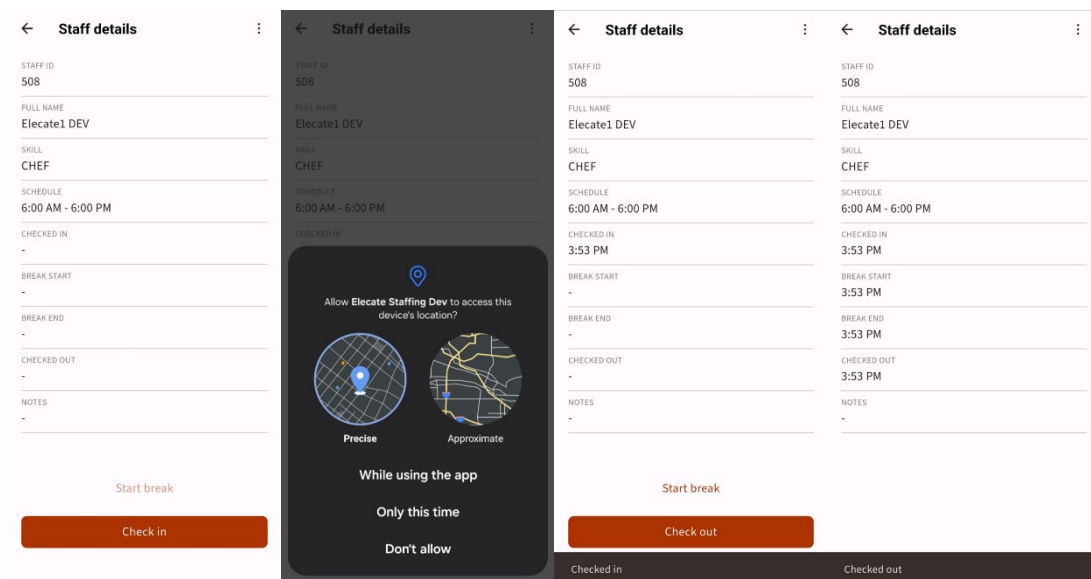 Staff details
STAFF ID
508
FULL NAME
Elecate1 DEV
SKILL
CHEF
SCHEDULE
6:00 AM - 6:00 PM
CHECKED IN
-
BREAK START
-
BREAK END
-
CHECKED OUT
-
NOTES
-
Start break
Check in
Staff details
STAFF ID
508
FULL NAME
Elecate1 DEV
SKILL
CHEF
SCHEDULE
6:00 AM - 6:00 PM
CHECKED IN
Allow Elecate Staffing Dev to access this
device's location?
Precise
Approximate
While using the app
Only this time
Don't allow
Staff details
STAFF ID
508
FULL NAME
Elecate1 DEV
SKILL
CHEF
SCHEDULE
6:00 AM - 6:00 PM
CHECKED IN
3:53 PM
BREAK START
-
BREAK END
-
CHECKED OUT
-
NOTES
-
Start break
Check out
Checked in
Staff details
STAFF ID
508
FULL NAME
Elecate1 DEV
SKILL
CHEF
SCHEDULE
6:00 AM - 6:00 PM
CHECKED IN
3:53 PM
BREAK START
3:53 PM
BREAK END
3:53 PM
CHECKED OUT
3:53 PM
NOTES
-
Checked out